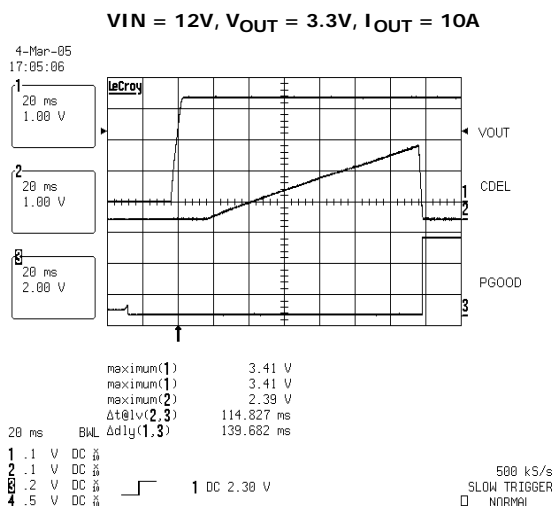 VIN = 12V, VOUT = 3.3V, IOUT = 10A
4-Mar-05
17:05:06
LeCroy
1
20 ms
1.00 V
2
20 ms
1.00 V
3
20 ms
2.00 V
VOUT
1
CDEL
2
PGOOD
3
maximum(1) 3.41 V
maximum(1) 3.41 V
maximum(2) 2.39 V
Δt@lv(2,3) 114.827 ms
Δdly(1,3) 139.682 ms
20 ms BWL
1 .1 V DC X10
2 .1 V DC X10
3 .2 V DC X10
4 .5 V DC X10
1 DC 2.30 V
500 kS/s
SLOW TRIGGER
NORMAL